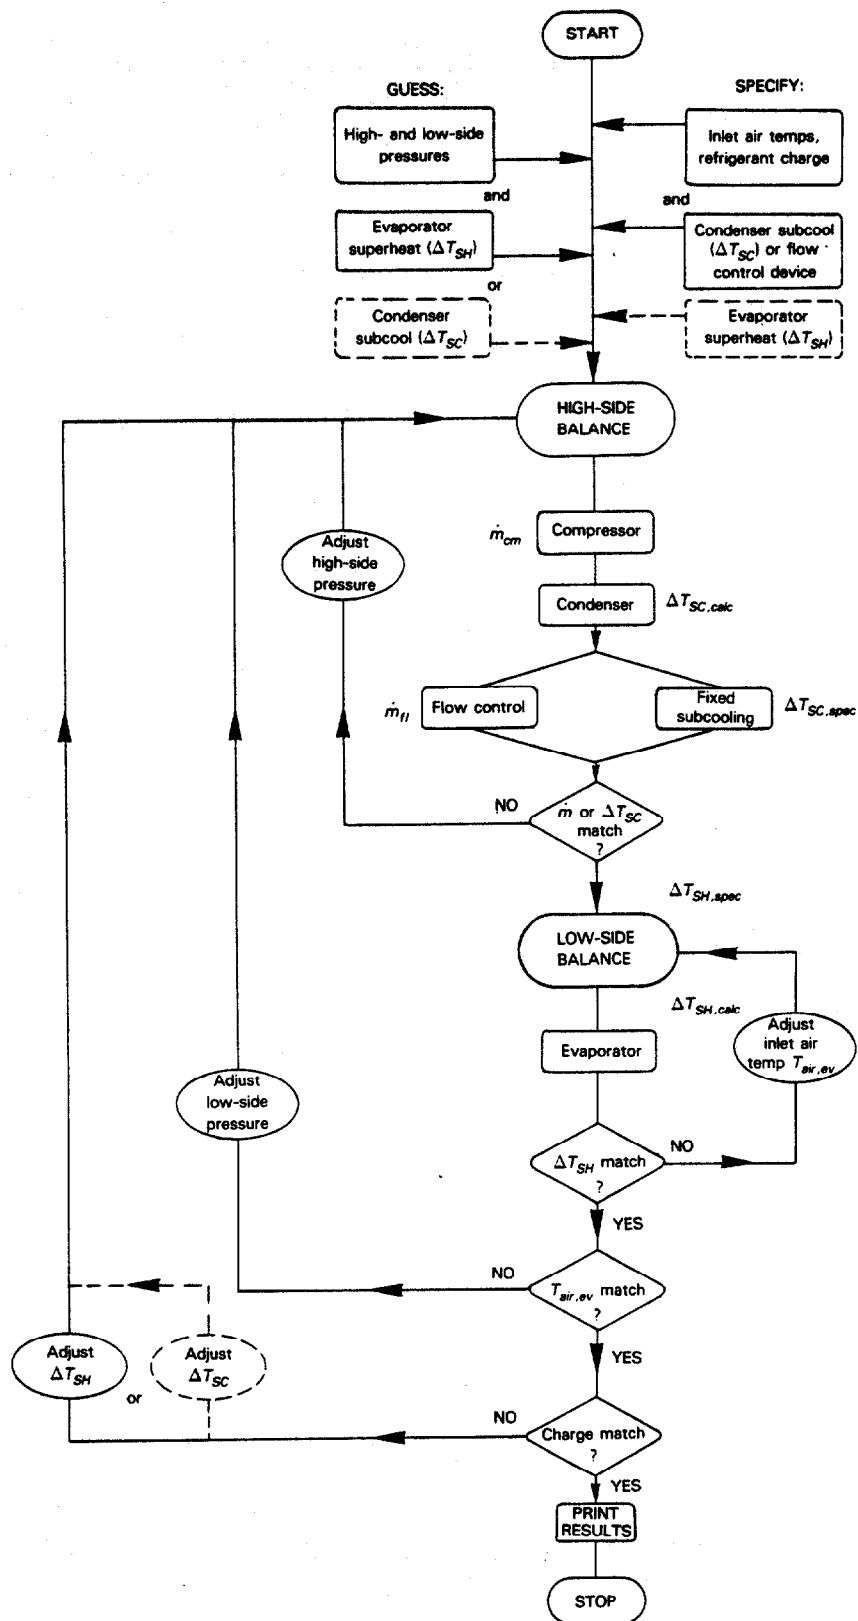 START
GUESS:
SPECIFY:
High- and low-side
pressures
Inlet air temps,
refrigerant charge
and
and
Evaporator
superheat (ΔT_SH)
Condenser subcool
(ΔT_SC) or flow
control device
or
Condenser
subcool (ΔT_SC)
Evaporator
superheat (ΔT_SH)
HIGH-SIDE
BALANCE
ṁ_cm
Compressor
Adjust
high-side
pressure
Condenser
ΔT_SC,calc
ṁ_fl
Flow control
Fixed
subcooling
ΔT_SC,spec
NO
ṁ or ΔT_SC
match
?
ΔT_SH,spec
LOW-SIDE
BALANCE
ΔT_SH,calc
Adjust
inlet air
temp T_air,ev
Evaporator
Adjust
low-side
pressure
ΔT_SH match
?
NO
YES
NO
T_air,ev match
?
YES
Adjust
ΔT_SH
or
Adjust
ΔT_SC
NO
Charge match
?
YES
PRINT
RESULTS
STOP